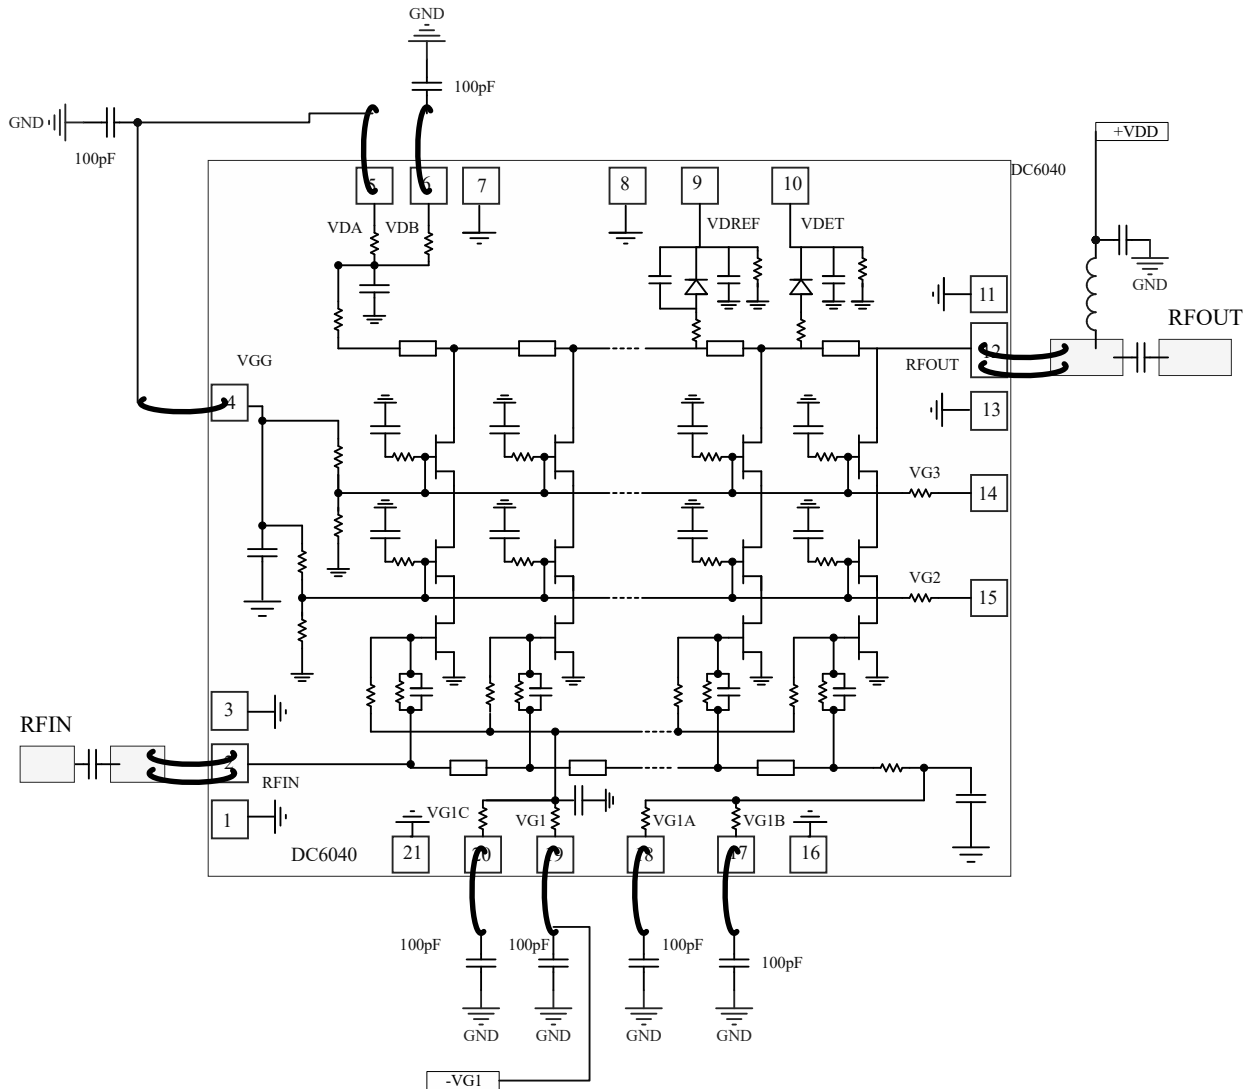 GND
100pF
GND
100pF
+VDD
DC6040
5
6
7
8
9
10
VDA
VDB
VDREF
VDET
11
GND
RFOUT
12
VGG
RFOUT
4
13
VG3
14
VG2
15
3
RFIN
2
RFIN
1
VG1C
VG1
VG1A
VG1B
DC6040
21
20
19
18
17
16
100pF
100pF
100pF
100pF
GND
GND
GND
GND
-VG1